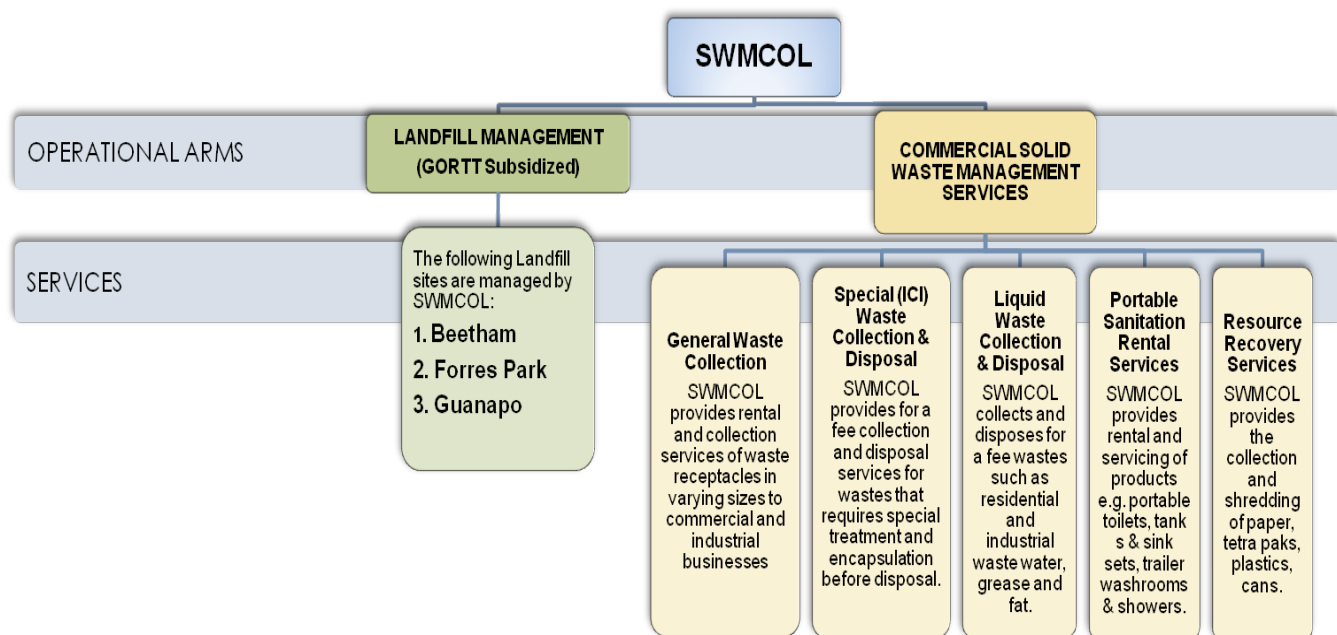 SWMCOL
OPERATIONAL ARMS
LANDFILL MANAGEMENT
(GORTT Subsidized)
COMMERCIAL SOLID
WASTE MANAGEMENT
SERVICES
SERVICES
The following Landfill
sites are managed by
SWMCOL:
1. Beetham
2. Forres Park
3. Guanapo
General Waste
Collection
SWMCOL
provides rental
and collection
services of waste
receptacles in
varying sizes to
commercial and
industrial
businesses
Special (ICI)
Waste
Collection &
Disposal
SWMCOL
provides for a
fee collection
and disposal
services for
wastes that
requires special
treatment and
encapsulation
before disposal.
Liquid
Waste
Collection
& Disposal
SWMCOL
collects and
disposes for
a fee wastes
such as
residential
and
industrial
waste water,
grease and
fat.
Portable
Sanitation
Rental
Services
SWMCOL
provides
rental and
servicing of
products
e.g. portable
toilets, tank
s & sink
sets, trailer
washrooms
& showers.
Resource
Recovery
Services
SWMCOL
provides
the
collection
and
shredding
of paper,
tetra paks,
plastics,
cans.